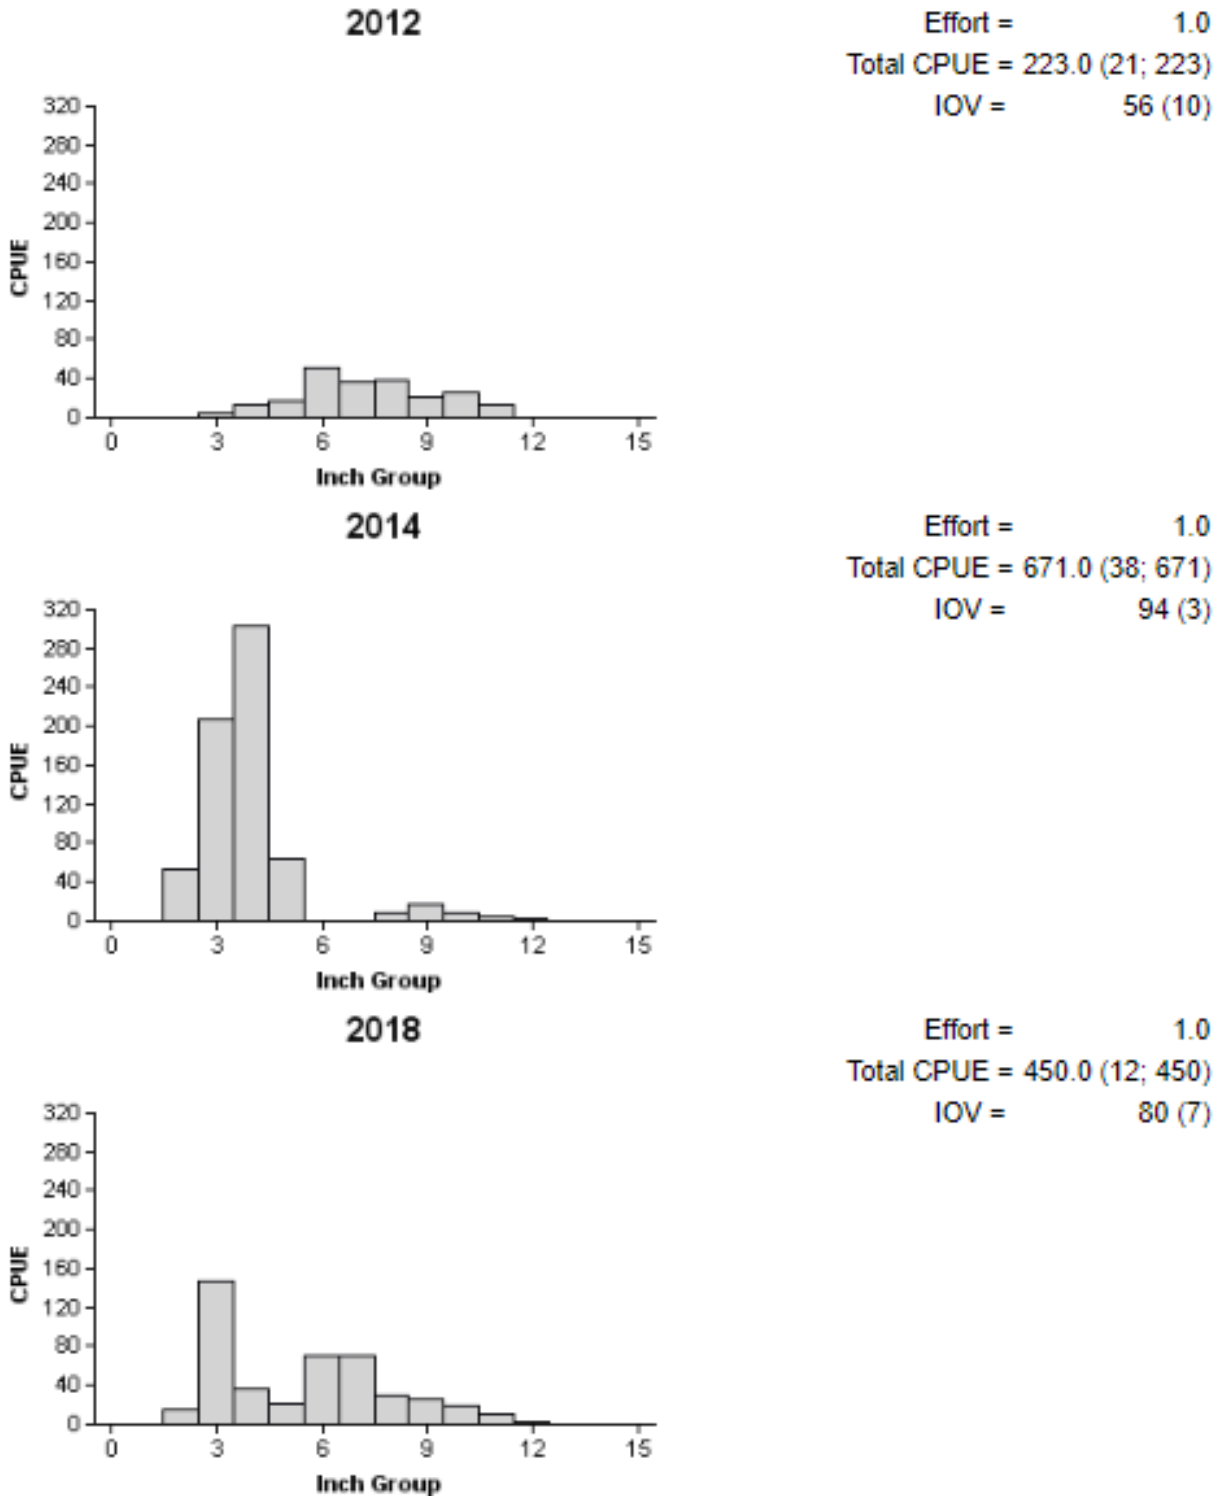 2012
Effort = 1.0
Total CPUE = 223.0 (21; 223)
IOV = 56 (10)
320
280
240
200
160
120
80
40
0
CPUE
0 3 6 9 12 15
Inch Group
2014
Effort = 1.0
Total CPUE = 671.0 (38; 671)
IOV = 94 (3)
320
280
240
200
160
120
80
40
0
CPUE
0 3 6 9 12 15
Inch Group
2018
Effort = 1.0
Total CPUE = 450.0 (12; 450)
IOV = 80 (7)
320
280
240
200
160
120
80
40
0
CPUE
0 3 6 9 12 15
Inch Group